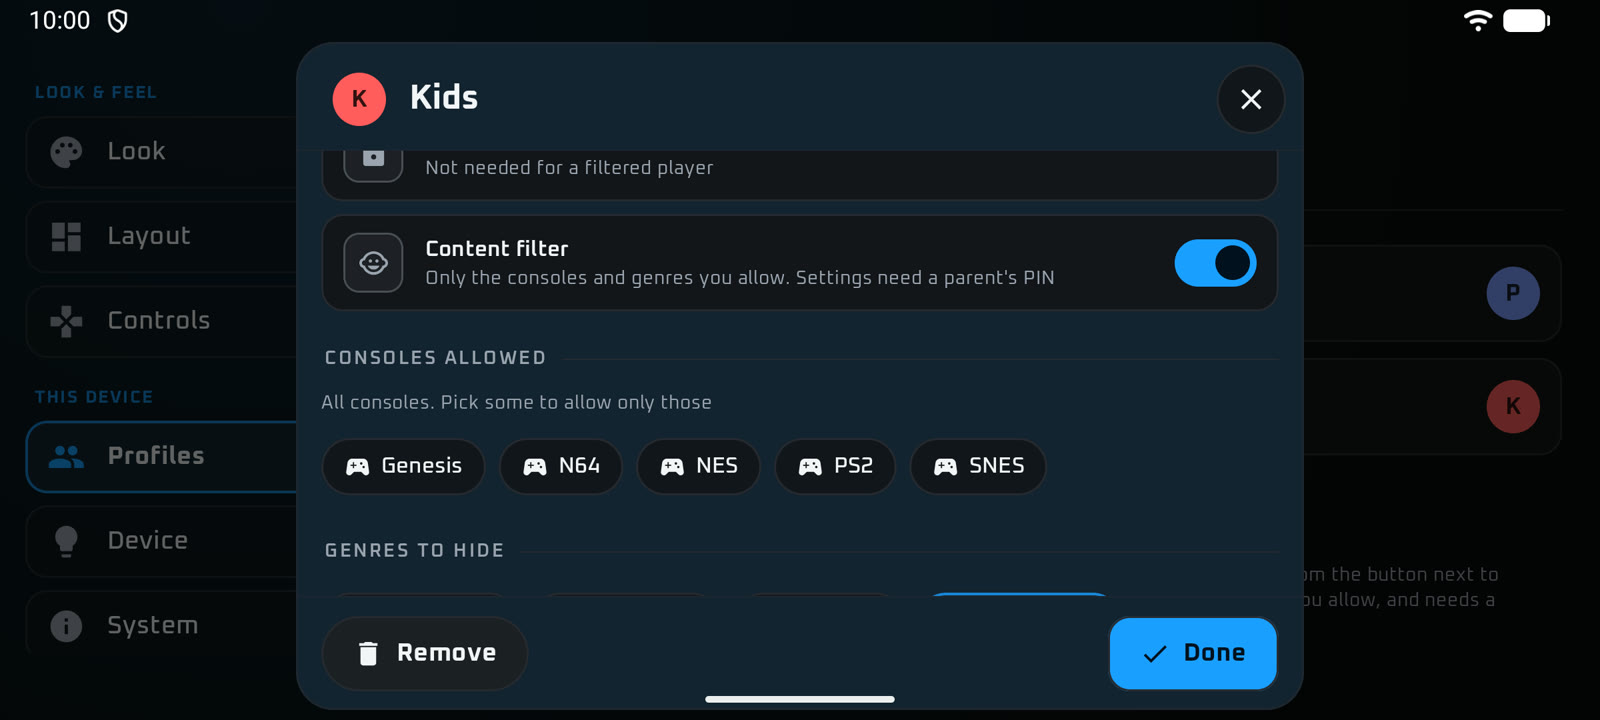 10:00
LOOK & FEEL
Look
Layout
Controls
THIS DEVICE
Profiles
Device
System
K
Kids
Not needed for a filtered player
Content filter
Only the consoles and genres you allow. Settings need a parent's PIN
CONSOLES ALLOWED
All consoles. Pick some to allow only those
Genesis
N64
NES
PS2
SNES
GENRES TO HIDE
Remove
Done
P
K
the button next to
you allow, and needs a